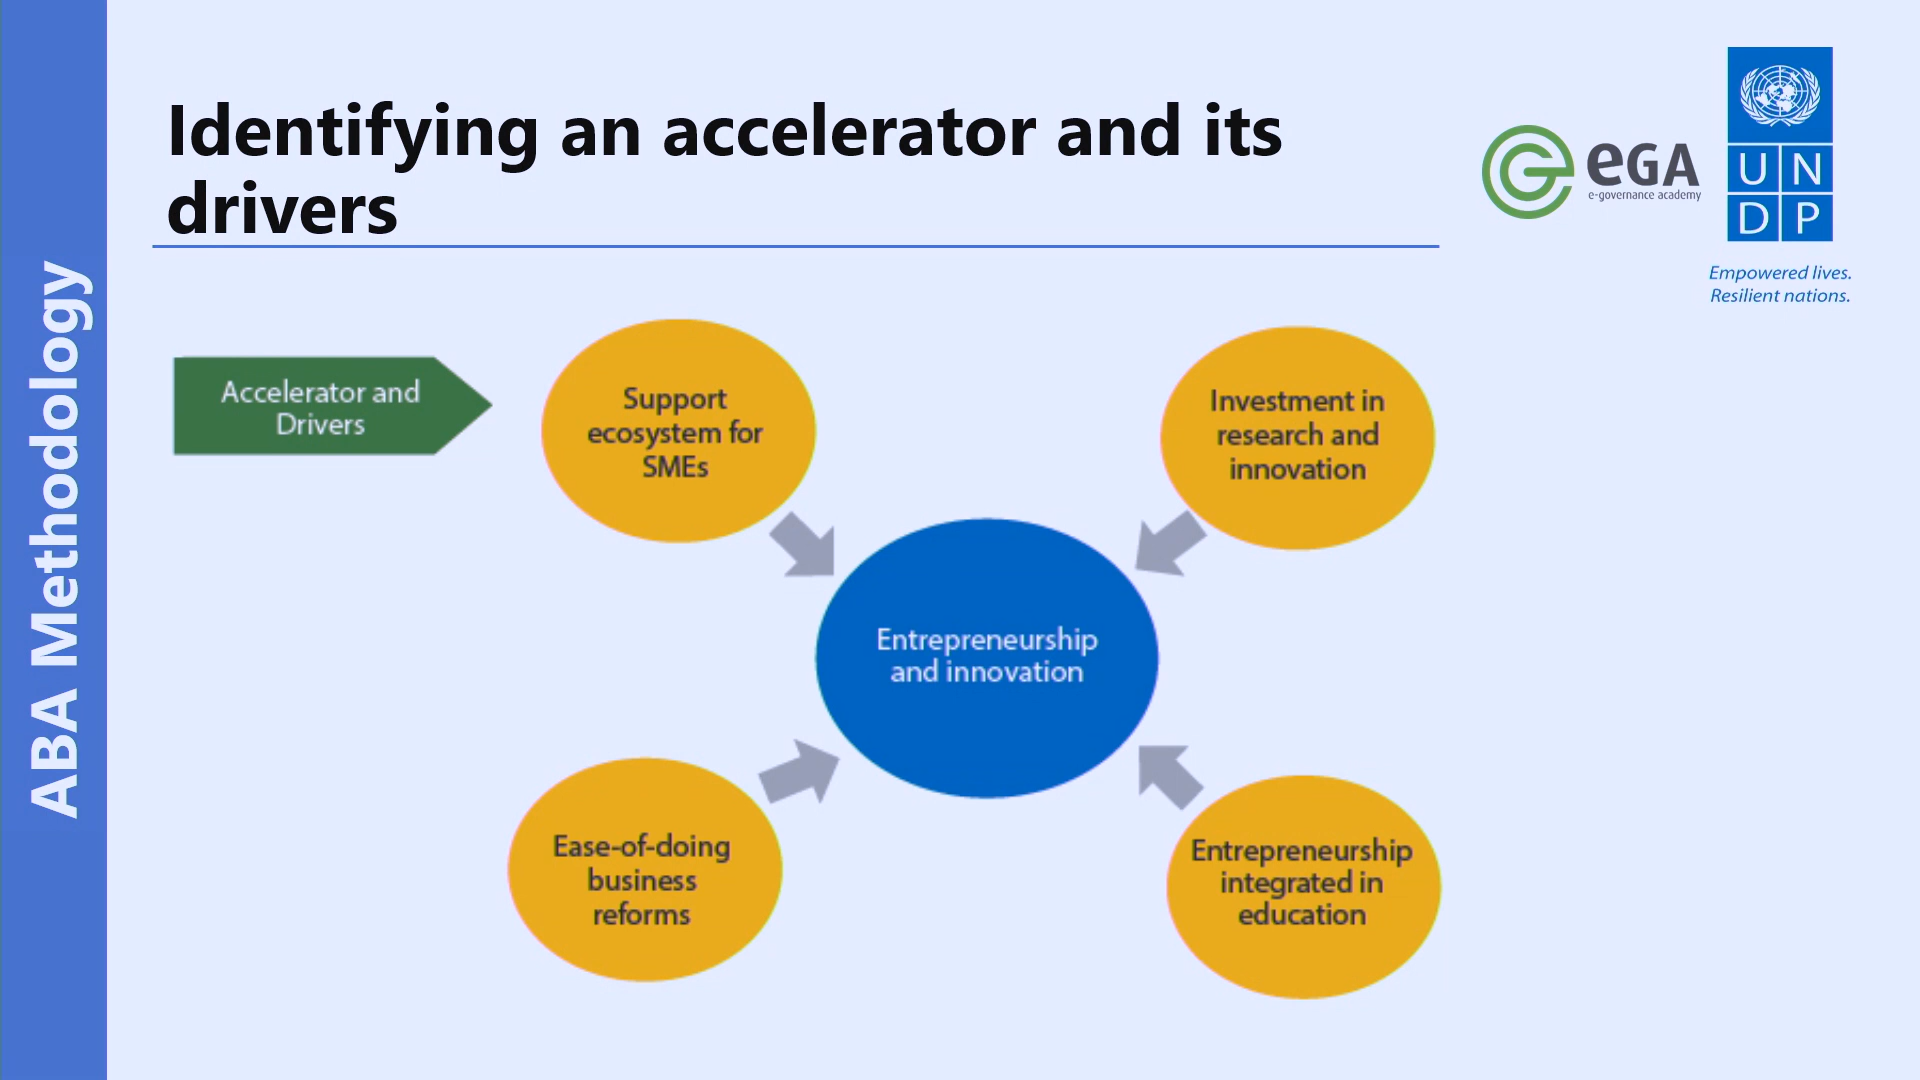 ABA Methodology
Identifying an accelerator and its
drivers
eGA
e-governance academy
U N
D P
Empowered lives.
Resilient nations.
Accelerator and
Drivers
Support
ecosystem for
SMEs
Investment in
research and
innovation
Entrepreneurship
and innovation
Ease-of-doing
business
reforms
Entrepreneurship
integrated in
education